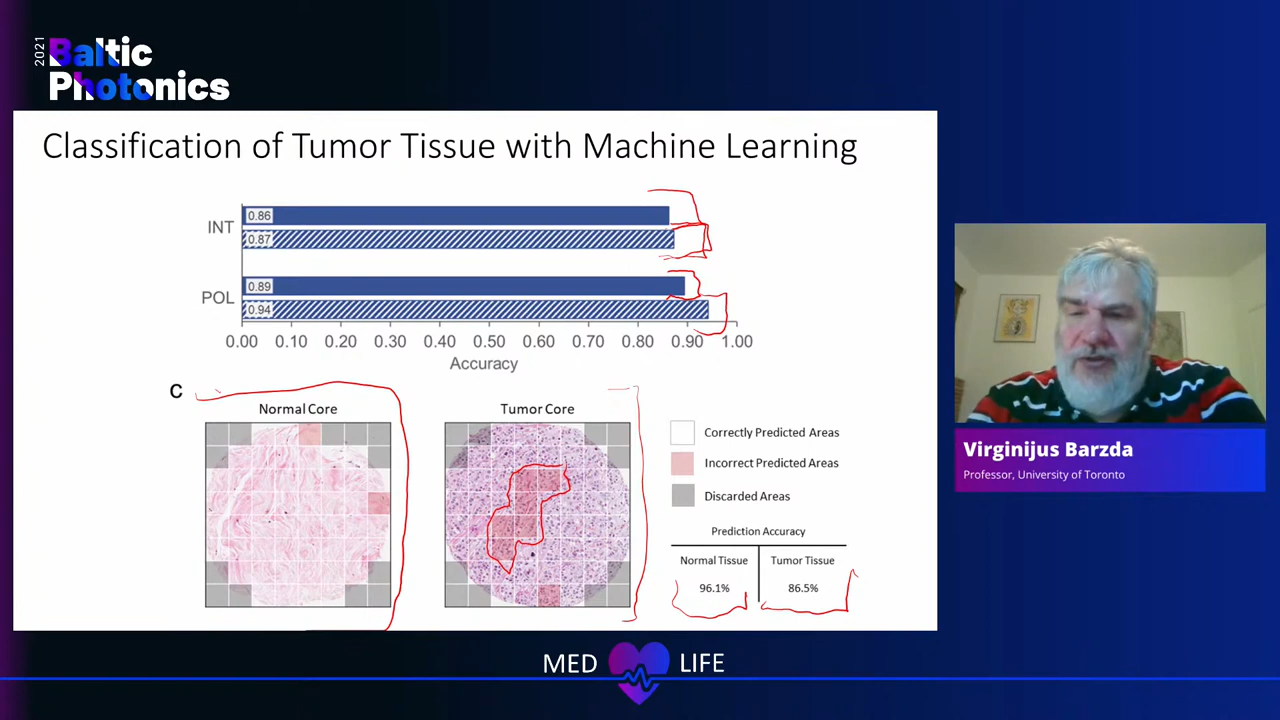 2021
Baltic
Photonics
Classification of Tumor Tissue with Machine Learning
INT
0.86
0.87
POL
0.89
0.94
0.00 0.10 0.20 0.30 0.40 0.50 0.60 0.70 0.80 0.90 1.00
Accuracy
C
Normal Core
Tumor Core
Correctly Predicted Areas
Incorrect Predicted Areas
Discarded Areas
Prediction Accuracy
Normal Tissue Tumor Tissue
96.1% 86.5%
Virginijus Barzda
Professor, University of Toronto
MED LIFE